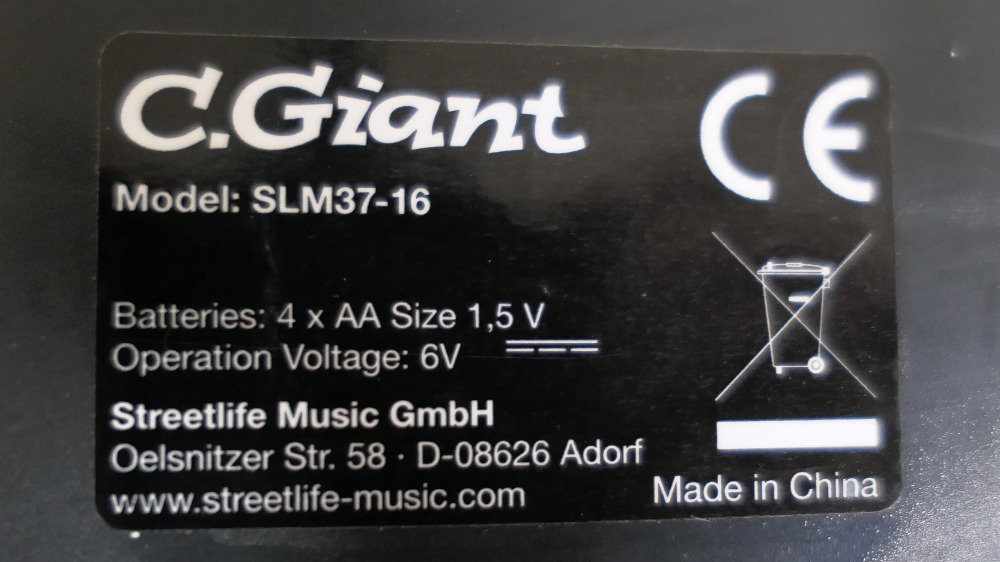 C.Giant
CE
Model: SLM37-16
Batteries: 4 x AA Size 1,5 V
Operation Voltage: 6V
Streetlife Music GmbH
Oelsnitzer Str. 58 · D-08626 Adorf
www.streetlife-music.com
Made in China